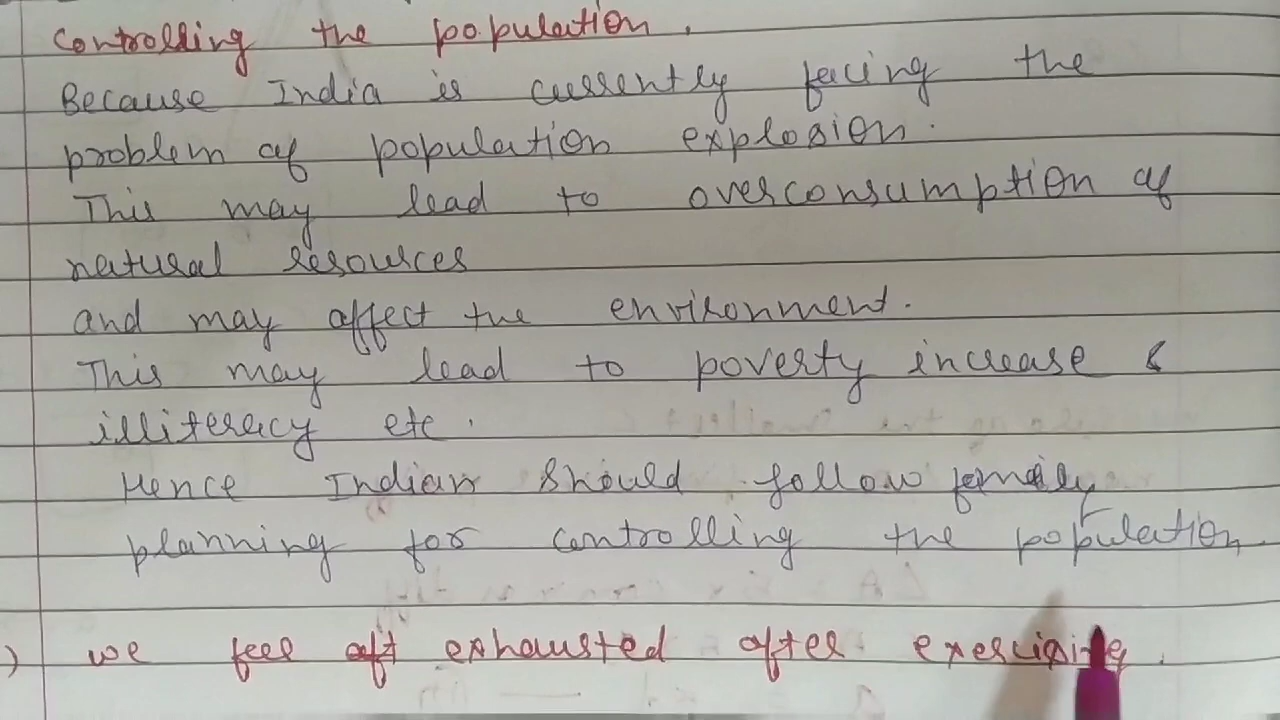 Controlling the population.
Because India is currently facing the
problem of population explosion.
This may lead to overconsumption of
natural resources
and may affect the environment.
This may lead to poverty increase &
illiteracy etc.
Hence Indian should follow family
planning for controlling the population.
) we feel exhausted after exercising.